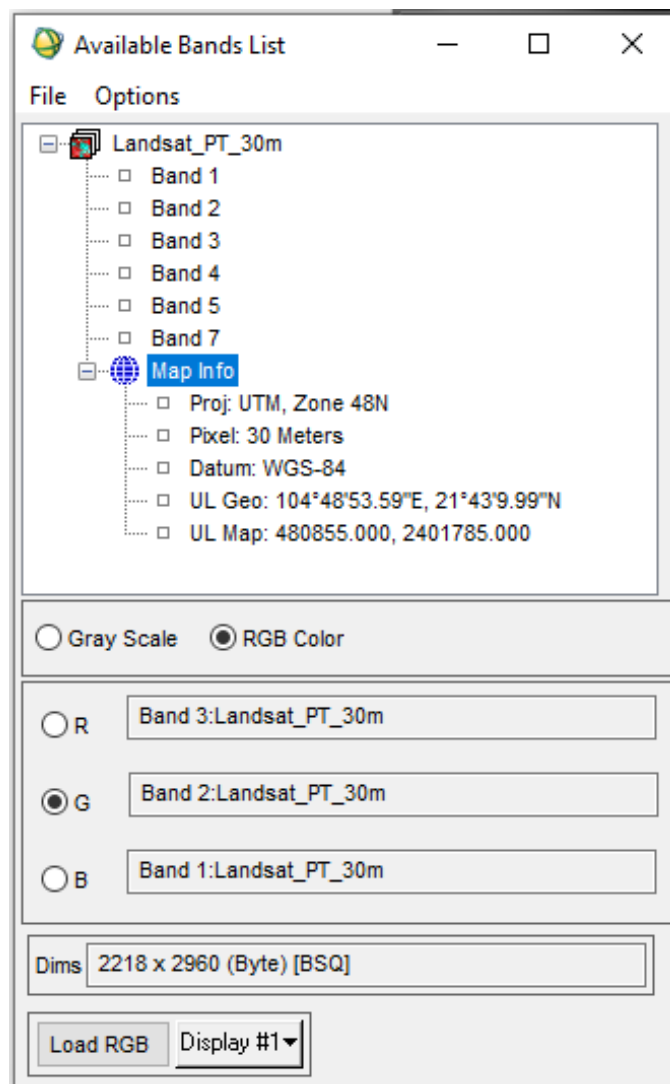 Available Bands List
File Options
Landsat_PT_30m
Band 1
Band 2
Band 3
Band 4
Band 5
Band 7
Map Info
Proj: UTM, Zone 48N
Pixel: 30 Meters
Datum: WGS-84
UL Geo: 104°48'53.59"E, 21°43'9.99"N
UL Map: 480855.000, 2401785.000
Gray Scale RGB Color
R Band 3:Landsat_PT_30m
G Band 2:Landsat_PT_30m
B Band 1:Landsat_PT_30m
Dims 2218 x 2960 (Byte) [BSQ]
Load RGB Display #1